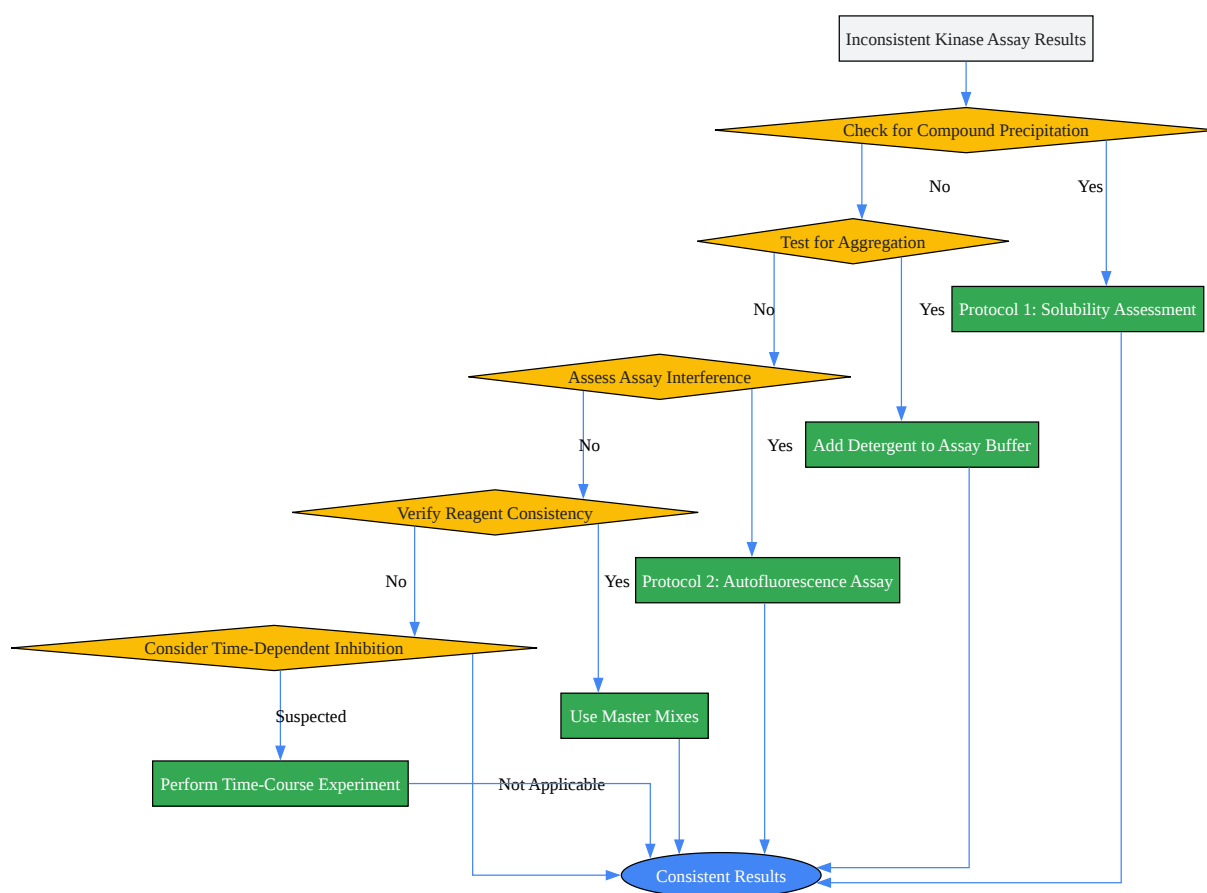 Inconsistent Kinase Assay Results
Check for Compound Precipitation
No
Yes
Test for Aggregation
No
Yes
Protocol 1: Solubility Assessment
Assess Assay Interference
No
Yes
Add Detergent to Assay Buffer
Verify Reagent Consistency
No
Yes
Protocol 2: Autofluorescence Assay
Consider Time-Dependent Inhibition
Suspected
Use Master Mixes
Perform Time-Course Experiment
Not Applicable
Consistent Results